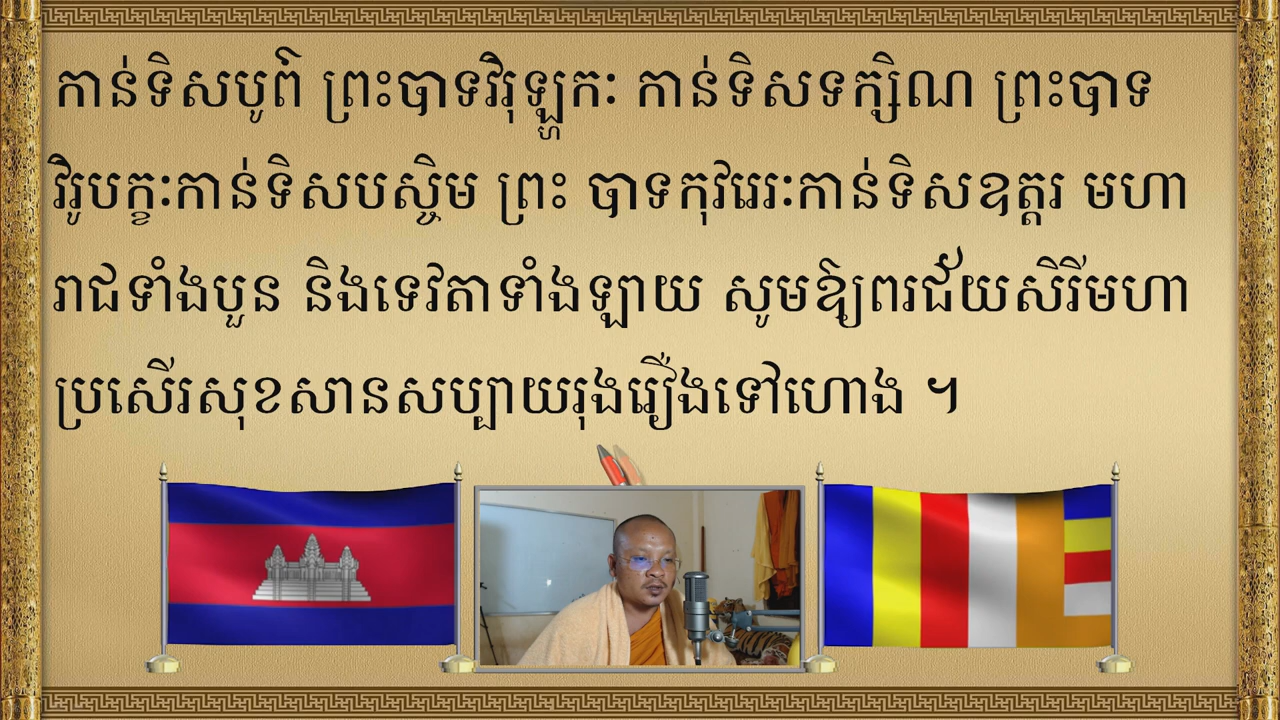 កាន់ទិសបូព៌ ព្រះបាទវិរុឡ្ហកៈ កាន់ទិសទក្សិណ ព្រះបាទ
វិរូបក្ខៈកាន់ទិសបស្ចិម ព្រះ បាទកុវរេរៈកាន់ទិសឧត្តរ មហា
រាជទាំងបួន និងទេវតាទាំងឡាយ សូមឱ្យពរជ័យសិរីមហា
ប្រសើរសុខសានសប្បាយរុងរឿងទៅហោង ។